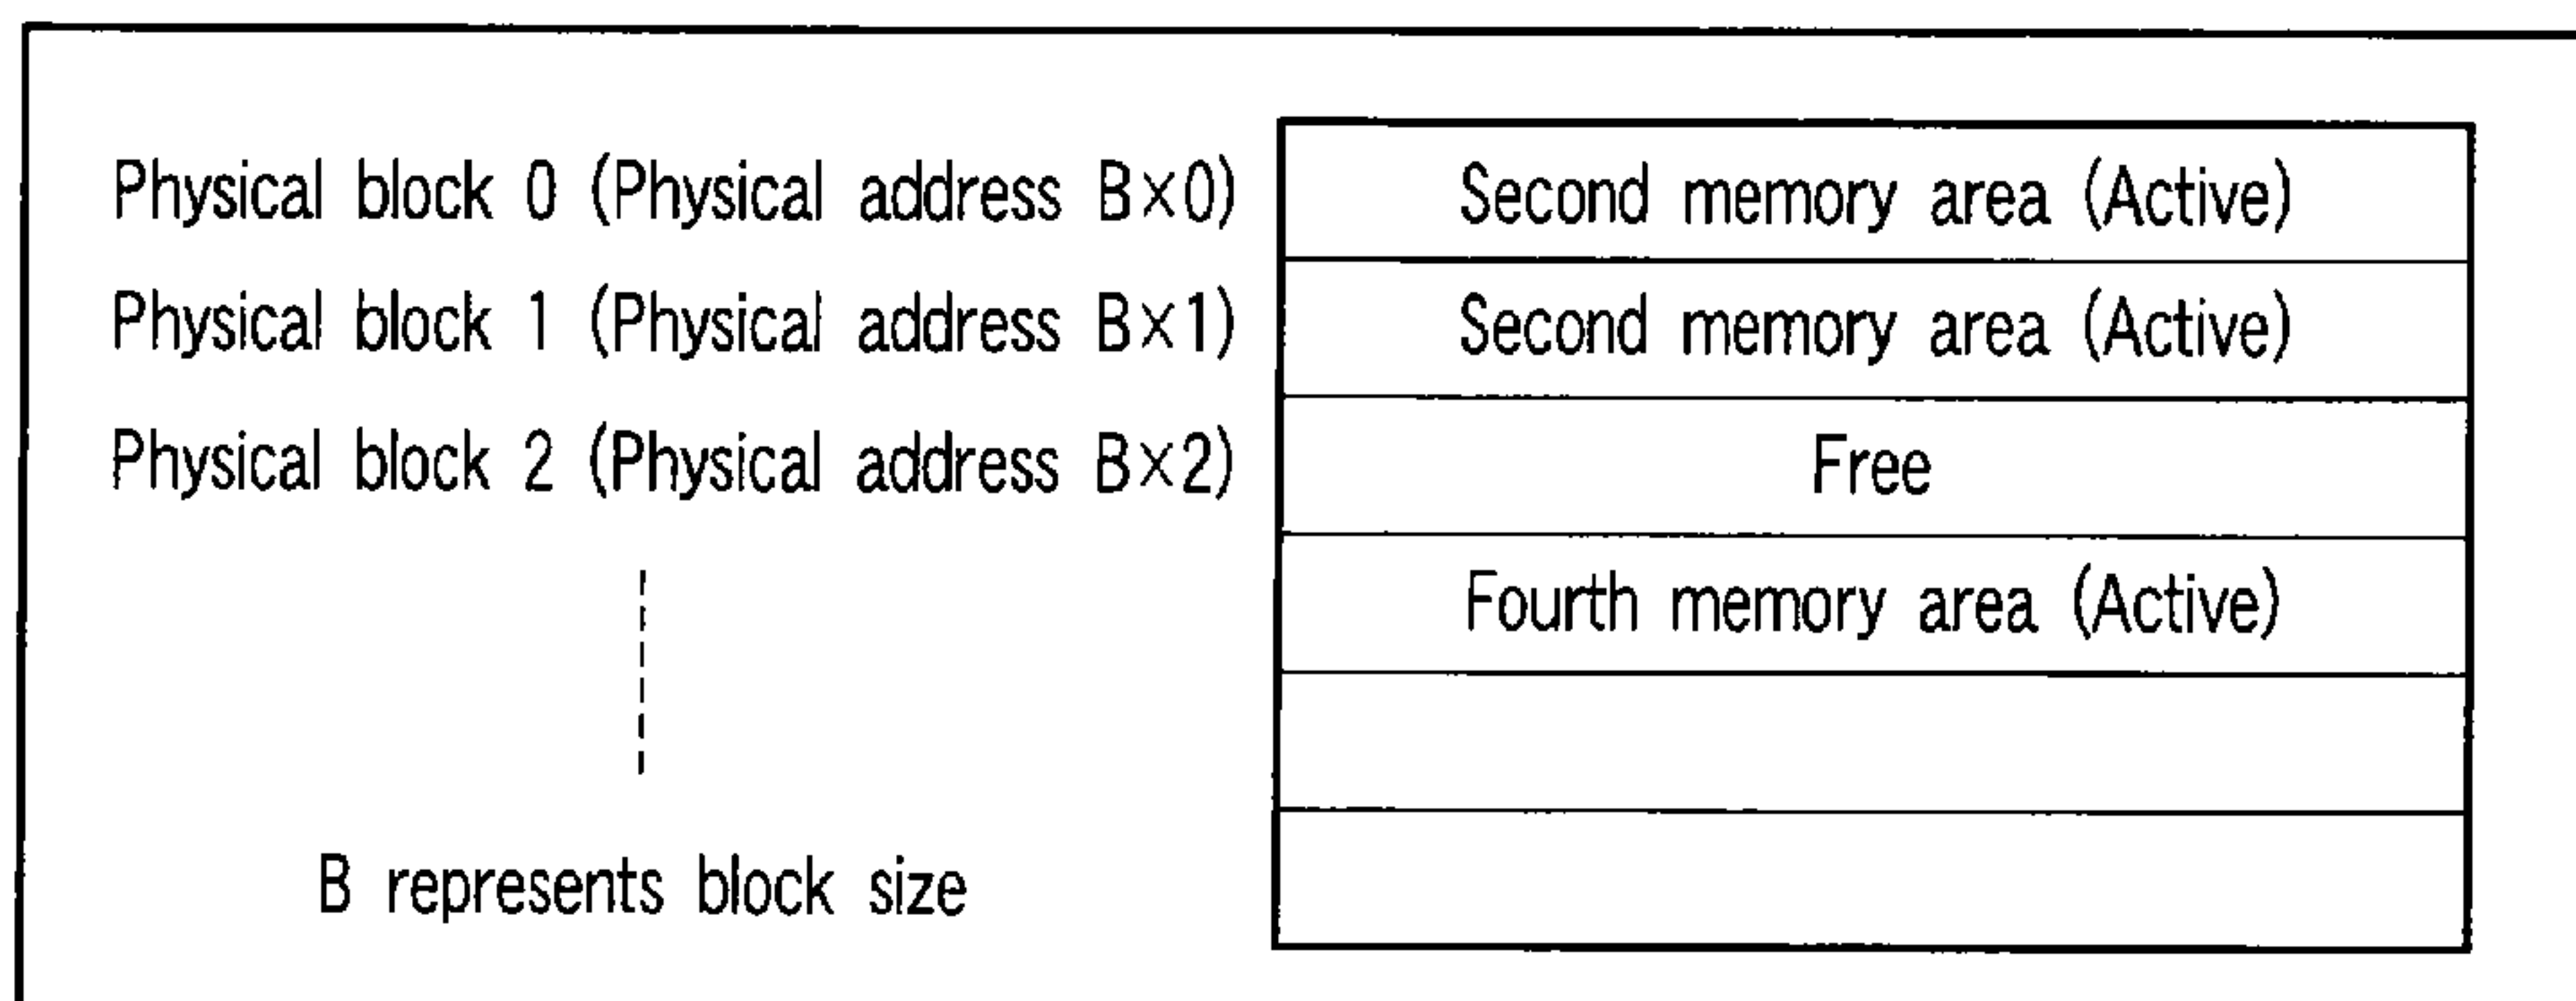 Physical block 0 (Physical address B×0) Second memory area (Active)
Physical block 1 (Physical address B×1) Second memory area (Active)
Physical block 2 (Physical address B×2) Free
Fourth memory area (Active)
B represents block size